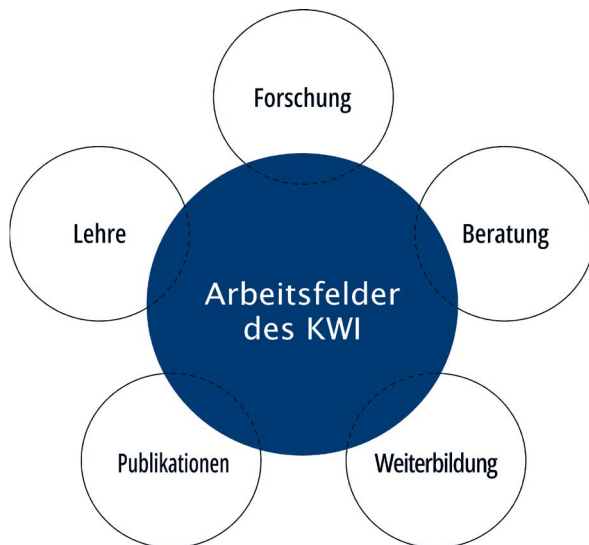 Forschung
Lehre
Beratung
Arbeitsfelder
des KWI
Publikationen
Weiterbildung